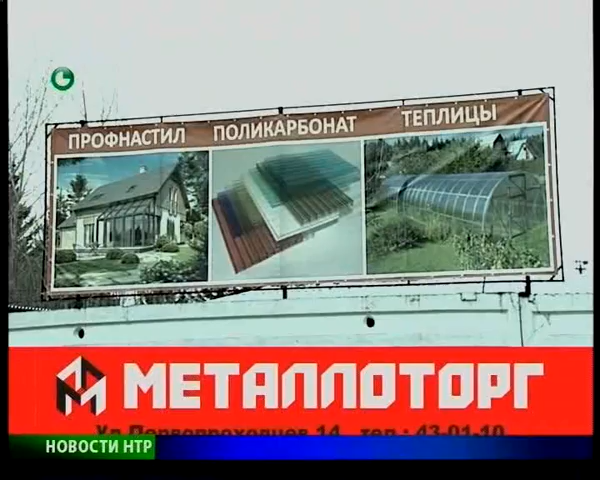 ПРОФНАСТИЛ ПОЛИКАРБОНАТ ТЕПЛИЦЫ
МЕТАЛЛОТОРГ
Ул.Первопроходцев 14 тел.: 43-01-10
НОВОСТИ НТР